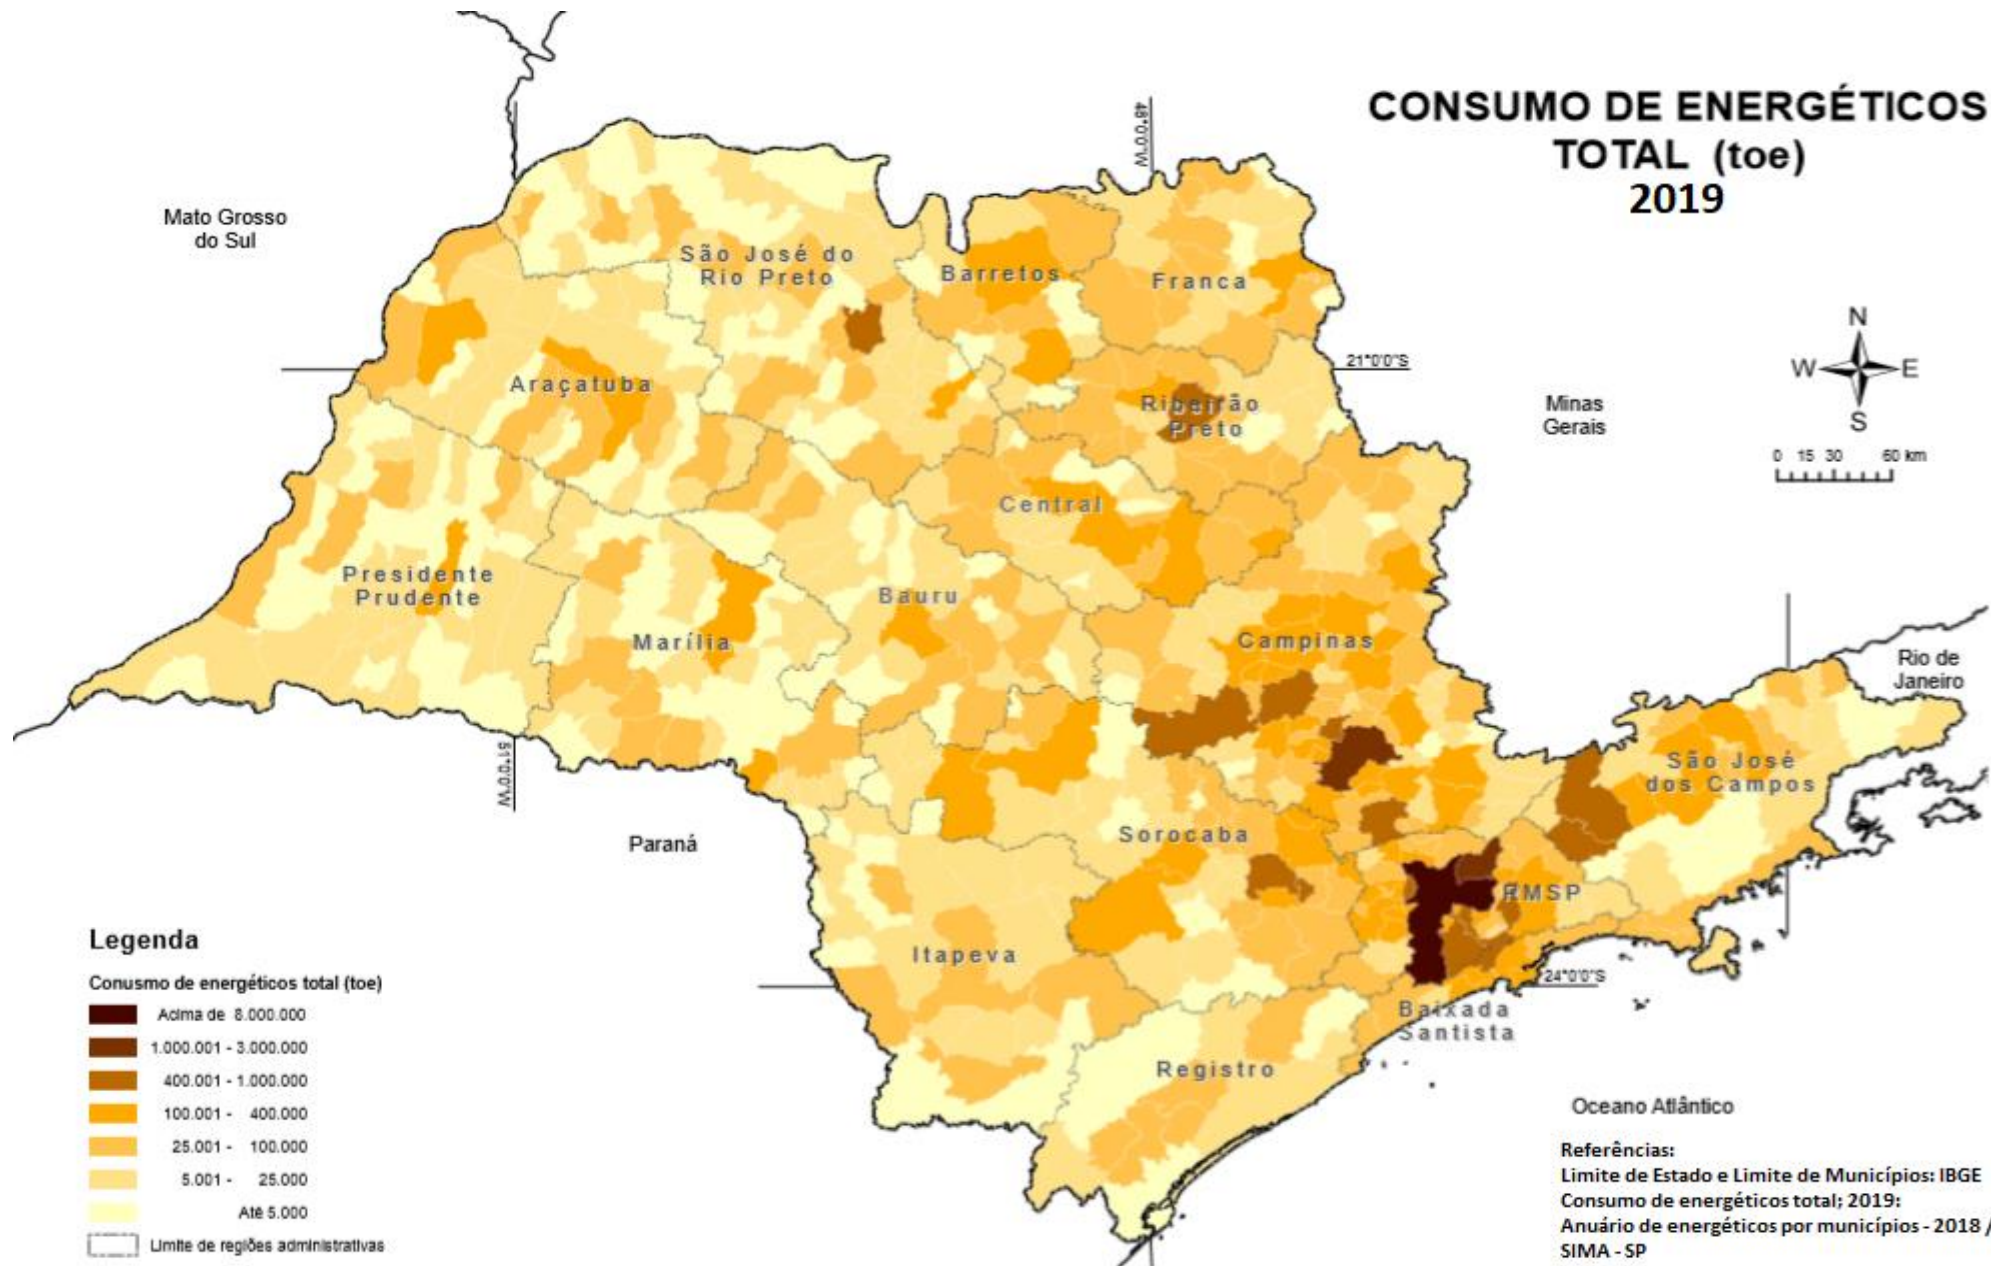 CONSUMO DE ENERGÉTICOS
TOTAL (toe)
2019
48°0'0"W
Mato Grosso
do Sul
São José do
Rio Preto
Barretos
Franca
N
W E
S
21°0'0"S
Araçatuba
Ribeirão
Preto
Minas
Gerais
0 15 30 60 km
Central
Presidente
Prudente
Bauru
Marília
Campinas
Rio de
Janeiro
51°0'0"W
São José
dos Campos
Paraná
Sorocaba
RMSP
Itapeva
24°0'0"S
Baixada
Santista
Registro
Oceano Atlântico
Legenda
Conusmo de energéticos total (toe)
Acima de 8.000.000
1.000.001 - 3.000.000
400.001 - 1.000.000
100.001 - 400.000
25.001 - 100.000
5.001 - 25.000
Até 5.000
Limite de regiões administrativas
Referências:
Limite de Estado e Limite de Municípios: IBGE
Consumo de energéticos total; 2019:
Anuário de energéticos por municípios - 2018 /
SIMA - SP